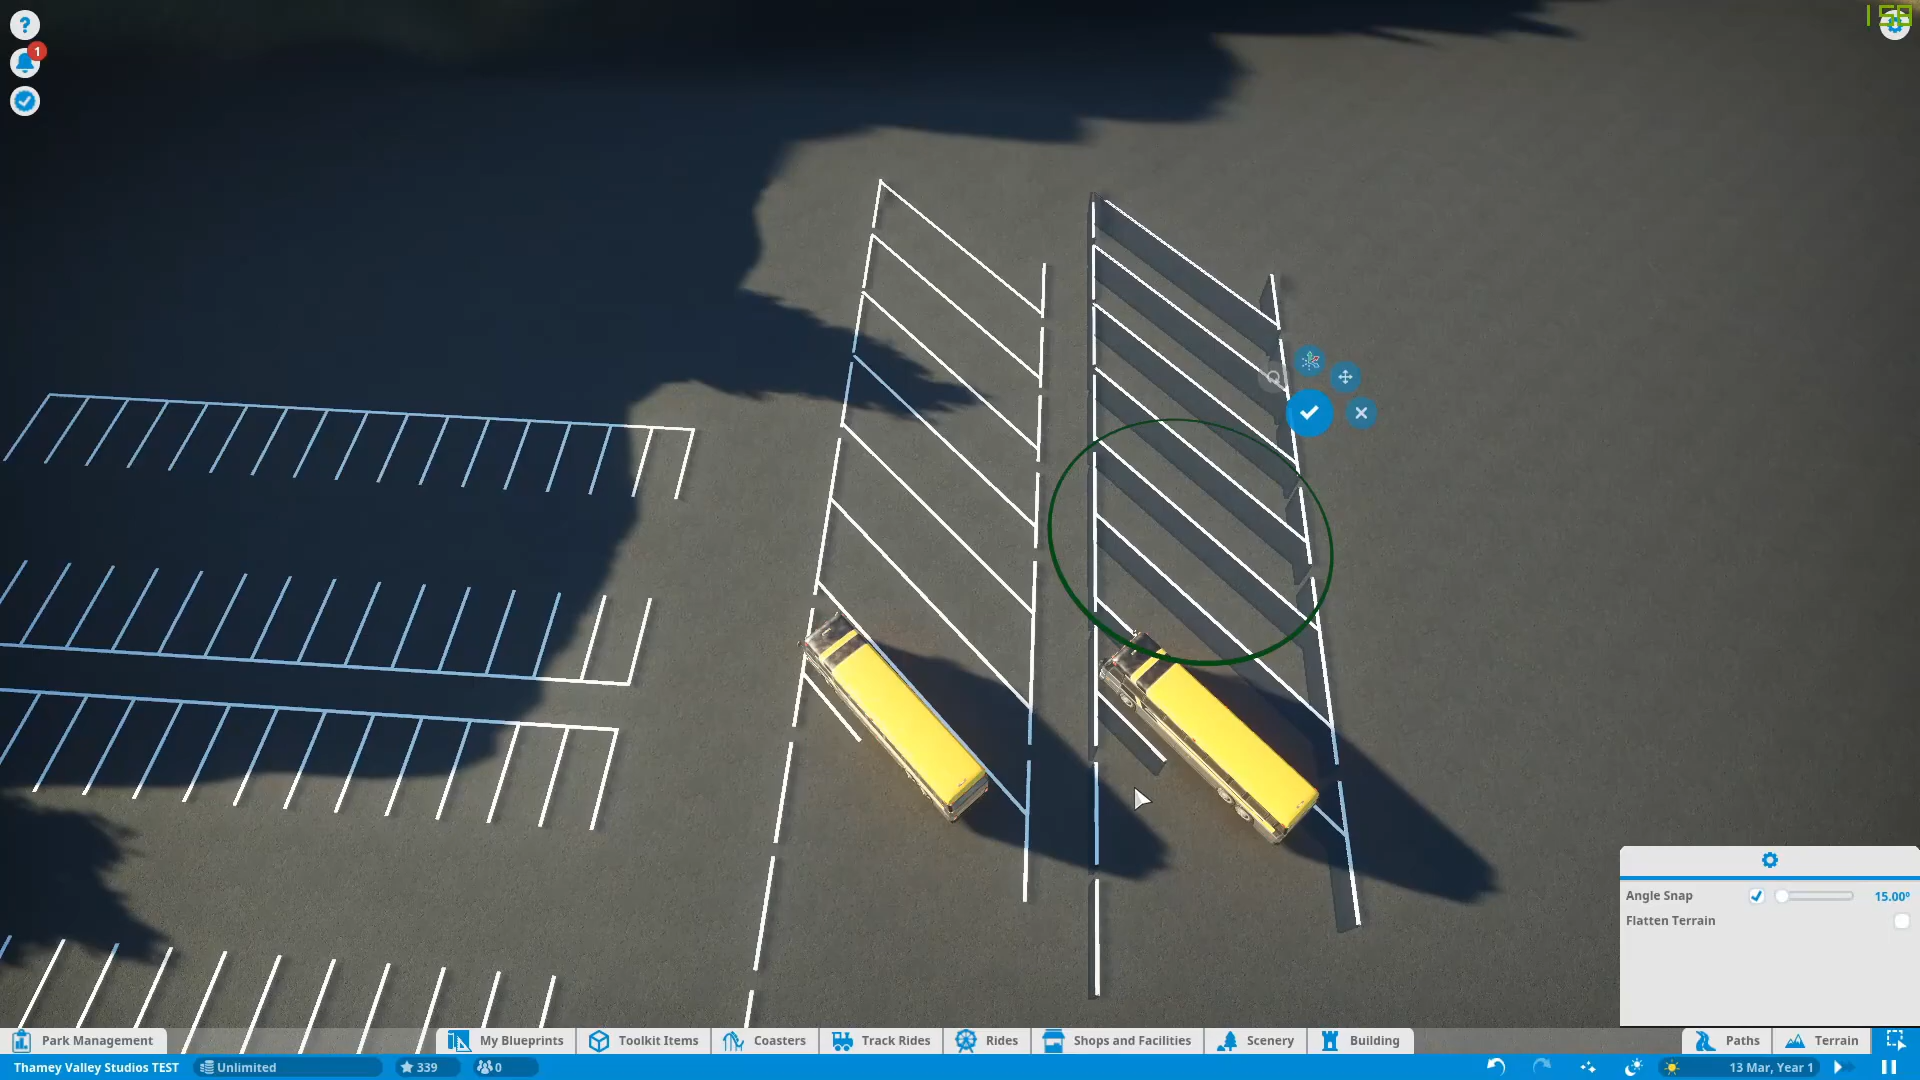 ?
1
150
Angle Snap 15.00°
Flatten Terrain
Park Management
My Blueprints
Toolkit Items
Coasters
Track Rides
Rides
Shops and Facilities
Scenery
Building
Paths
Terrain
Thamey Valley Studios TEST
Unlimited
339
0
13 Mar, Year 1